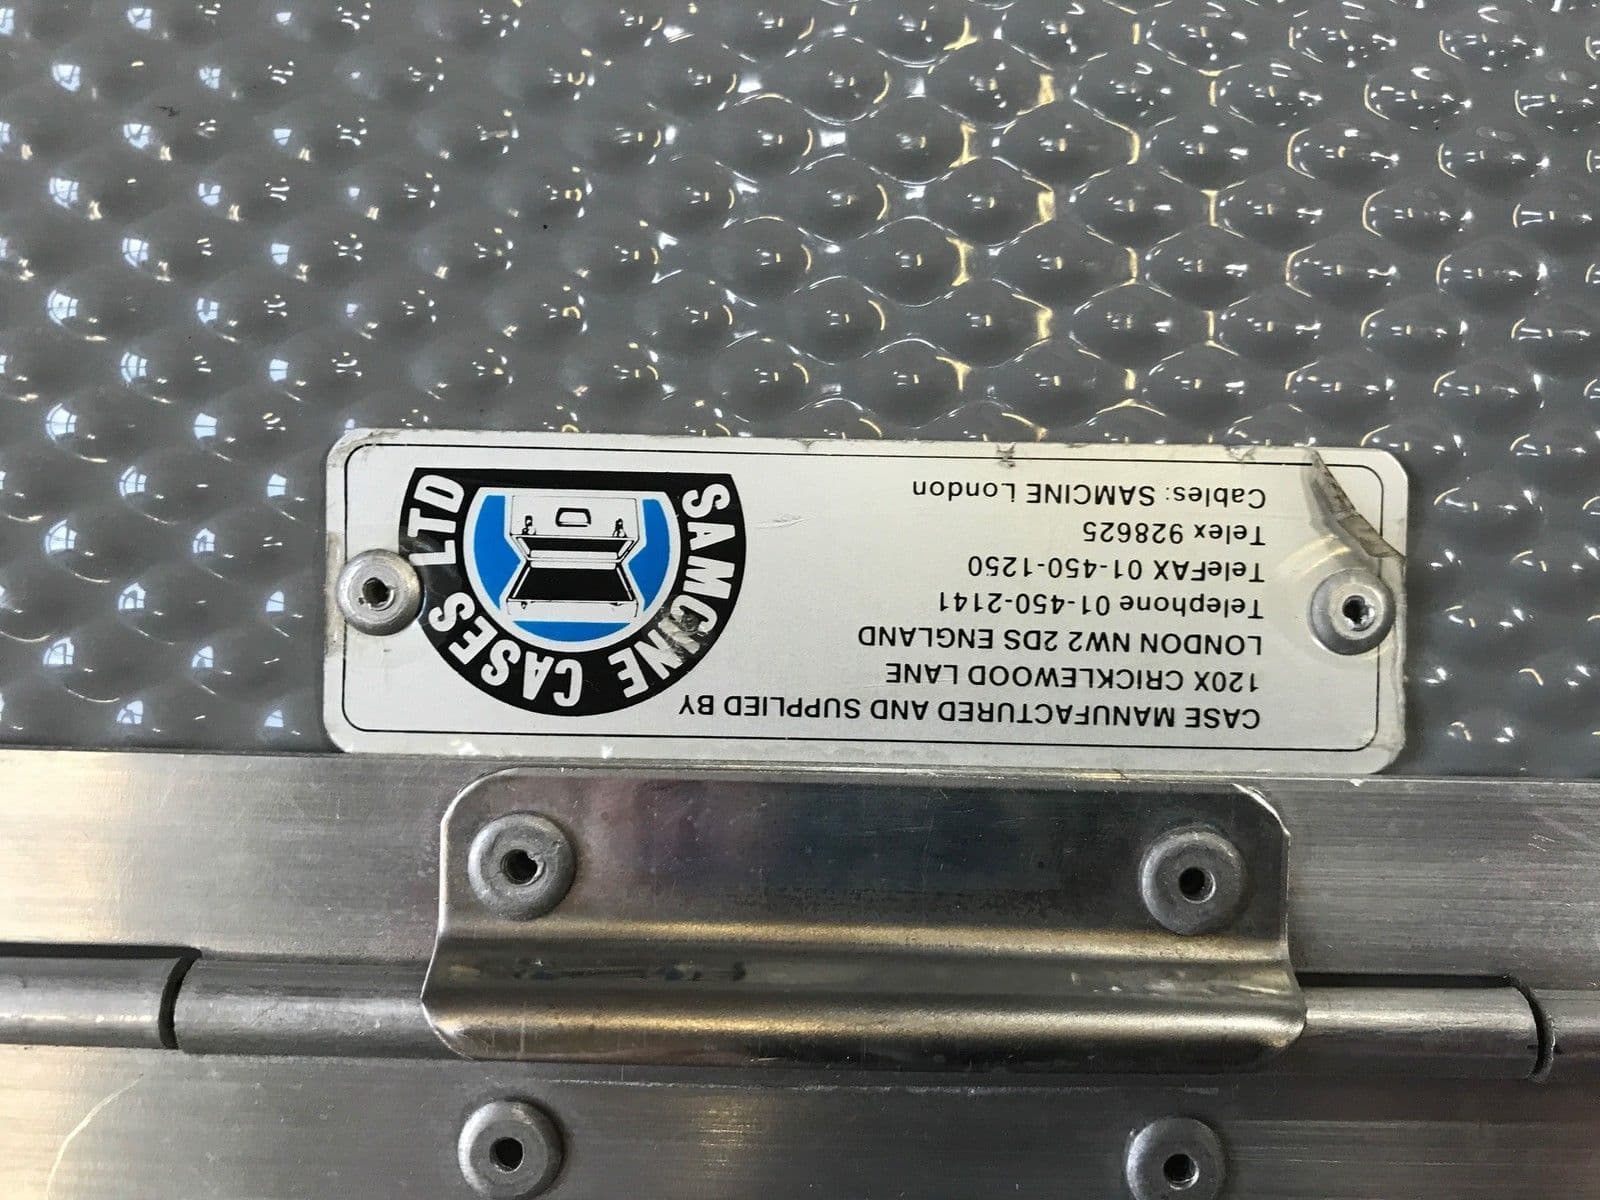 CASE MANUFACTURED AND SUPPLIED BY
120X CRICKLEWOOD LANE
LONDON NW2 2DS ENGLAND
Telephone 01-450-2141
TeleFAX 01-450-1250
Telex 928625
Cables: SAMCINE London
SAMCINE CASES LTD